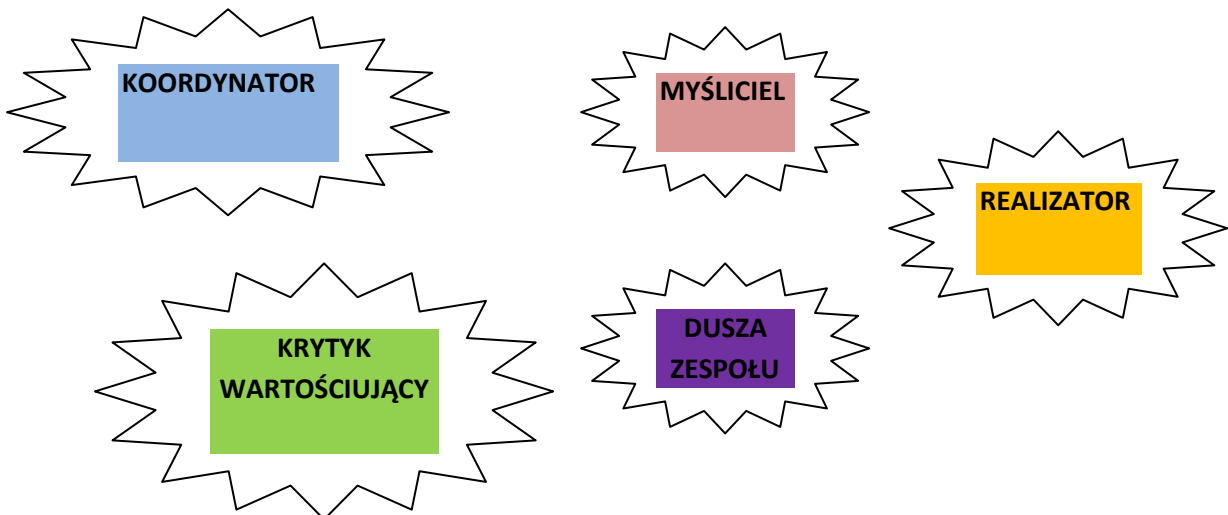 KOORDYNATOR
MYŚLICIEL
REALIZATOR
KRYTYK
WARTOŚCIUJĄCY
DUSZA
ZESPOŁU